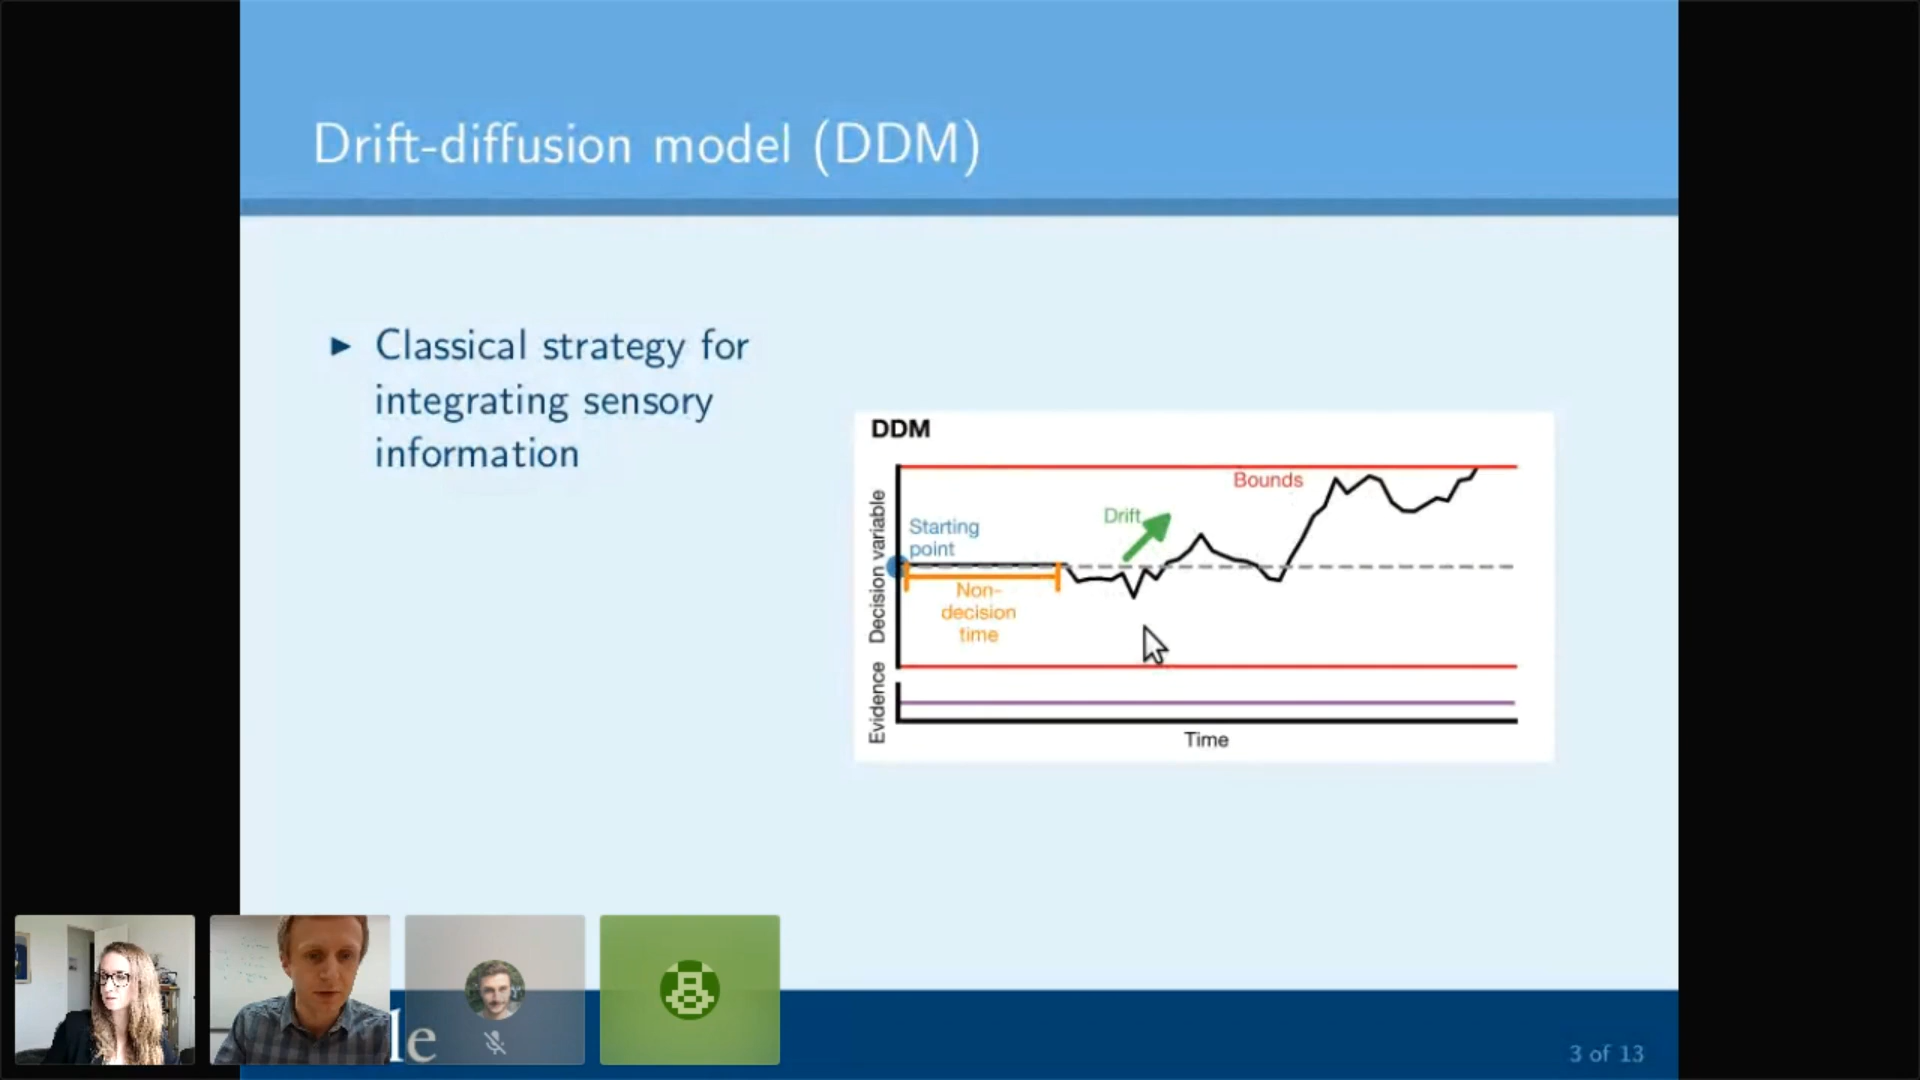 Drift-diffusion model (DDM)
► Classical strategy for
integrating sensory
information
DDM
Bounds
Drift
Starting
point
Non-
decision
time
Decision variable
Evidence
Time
le
3 of 13